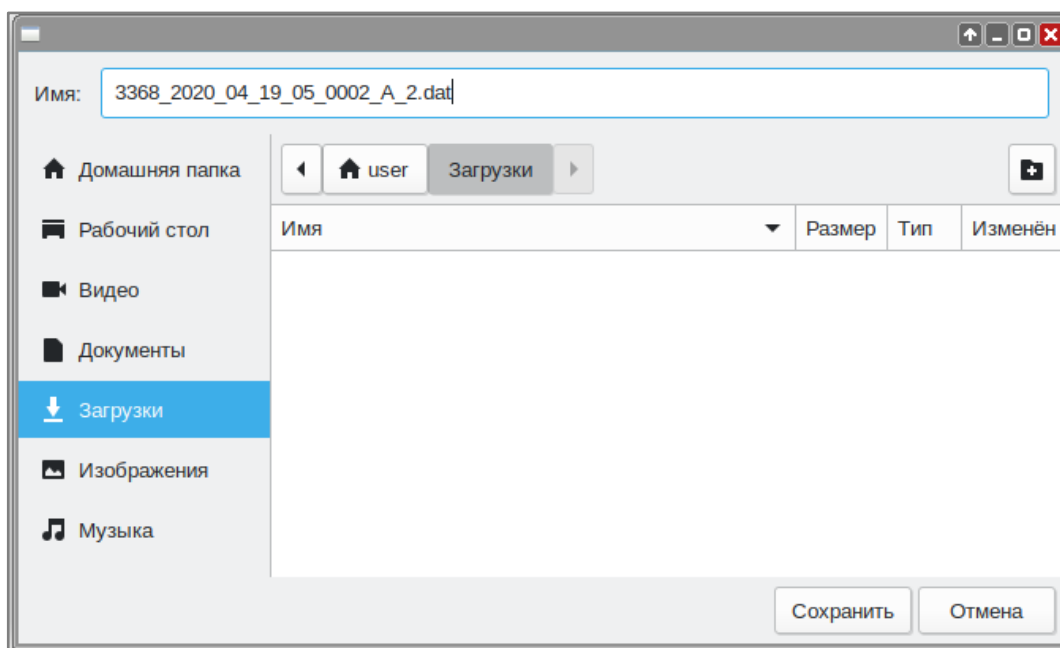 Имя: 3368_2020_04_19_05_0002_A_2.dat
Домашняя папка
user Загрузки
Имя Размер Тип Изменён
Рабочий стол
Видео
Документы
Загрузки
Изображения
Музыка
Сохранить Отмена